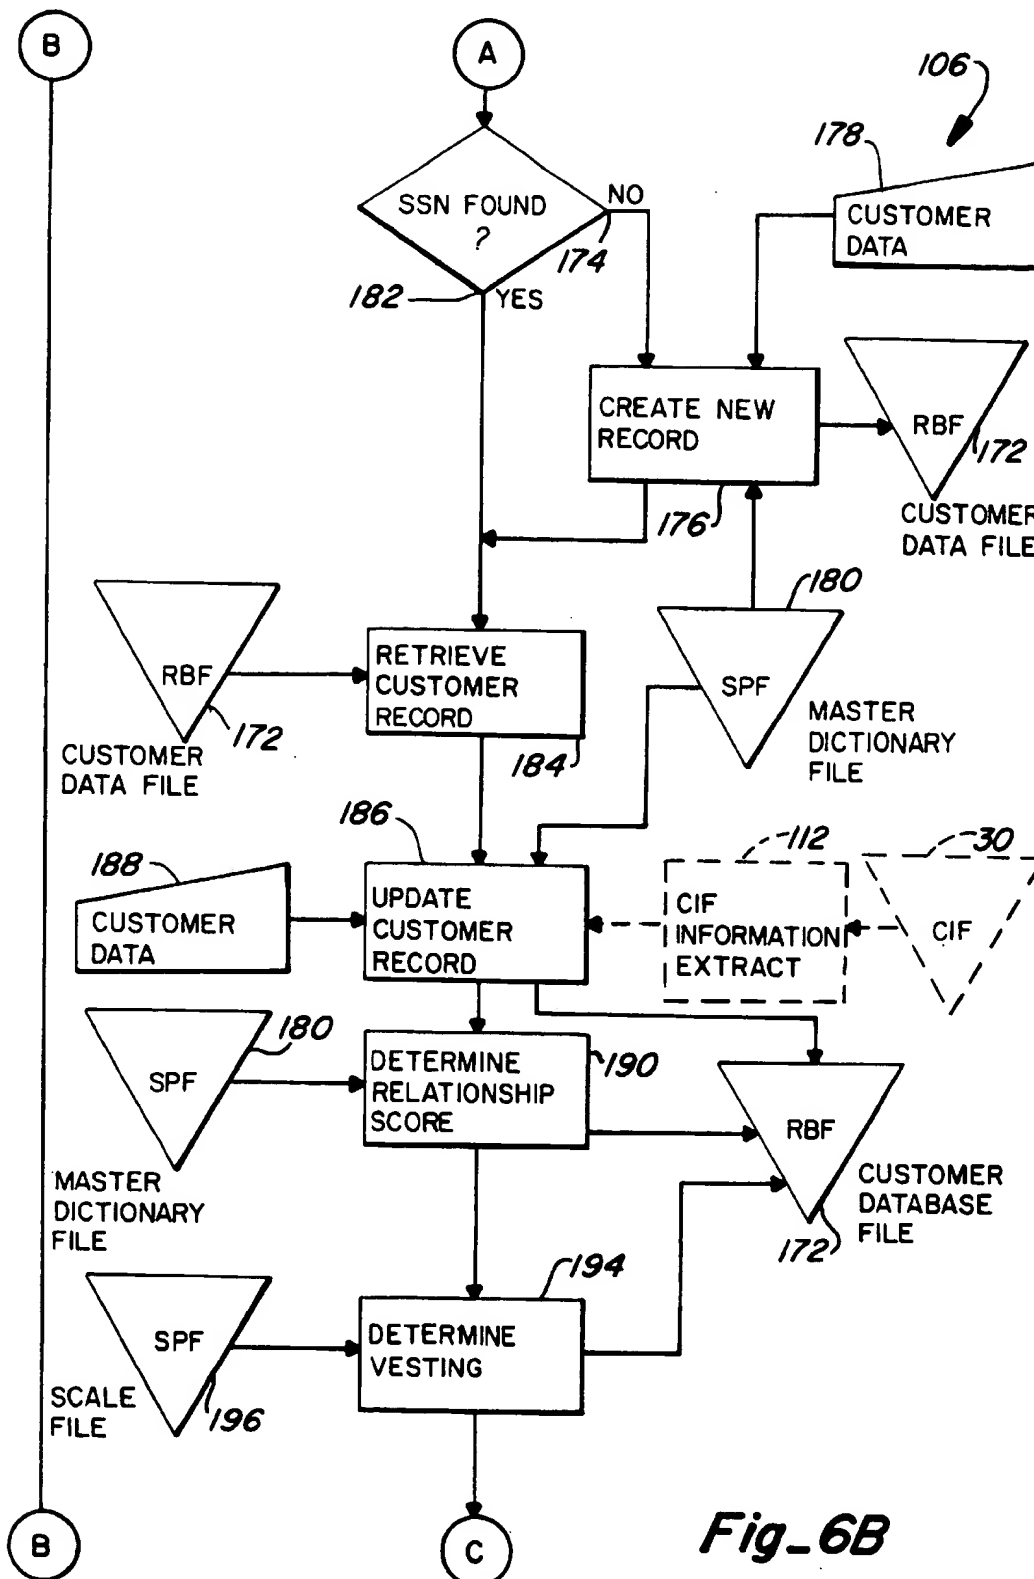 B
A
106
178
SSN FOUND
?
NO
174
CUSTOMER
DATA
182
YES
CREATE NEW
RECORD
RBF
172
176
CUSTOMER
DATA FILE
180
RBF
RETRIEVE
CUSTOMER
RECORD
SPF
172
184
MASTER
DICTIONARY
FILE
CUSTOMER
DATA FILE
186
112
30
188
CUSTOMER
DATA
UPDATE
CUSTOMER
RECORD
CIF
INFORMATION
EXTRACT
CIF
180
SPF
DETERMINE
RELATIONSHIP
SCORE
190
RBF
MASTER
DICTIONARY
FILE
CUSTOMER
DATABASE
FILE
172
194
SPF
DETERMINE
VESTING
SCALE
FILE
196
B
C
Fig_6B